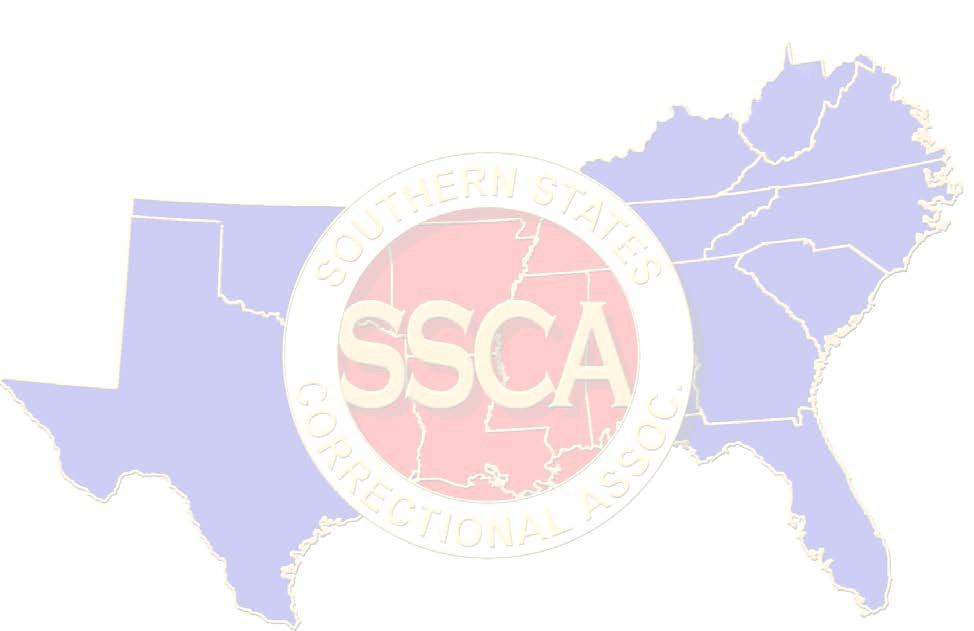 SOUTHERN STATES
SSCA
CORRECTIONAL ASSOC.